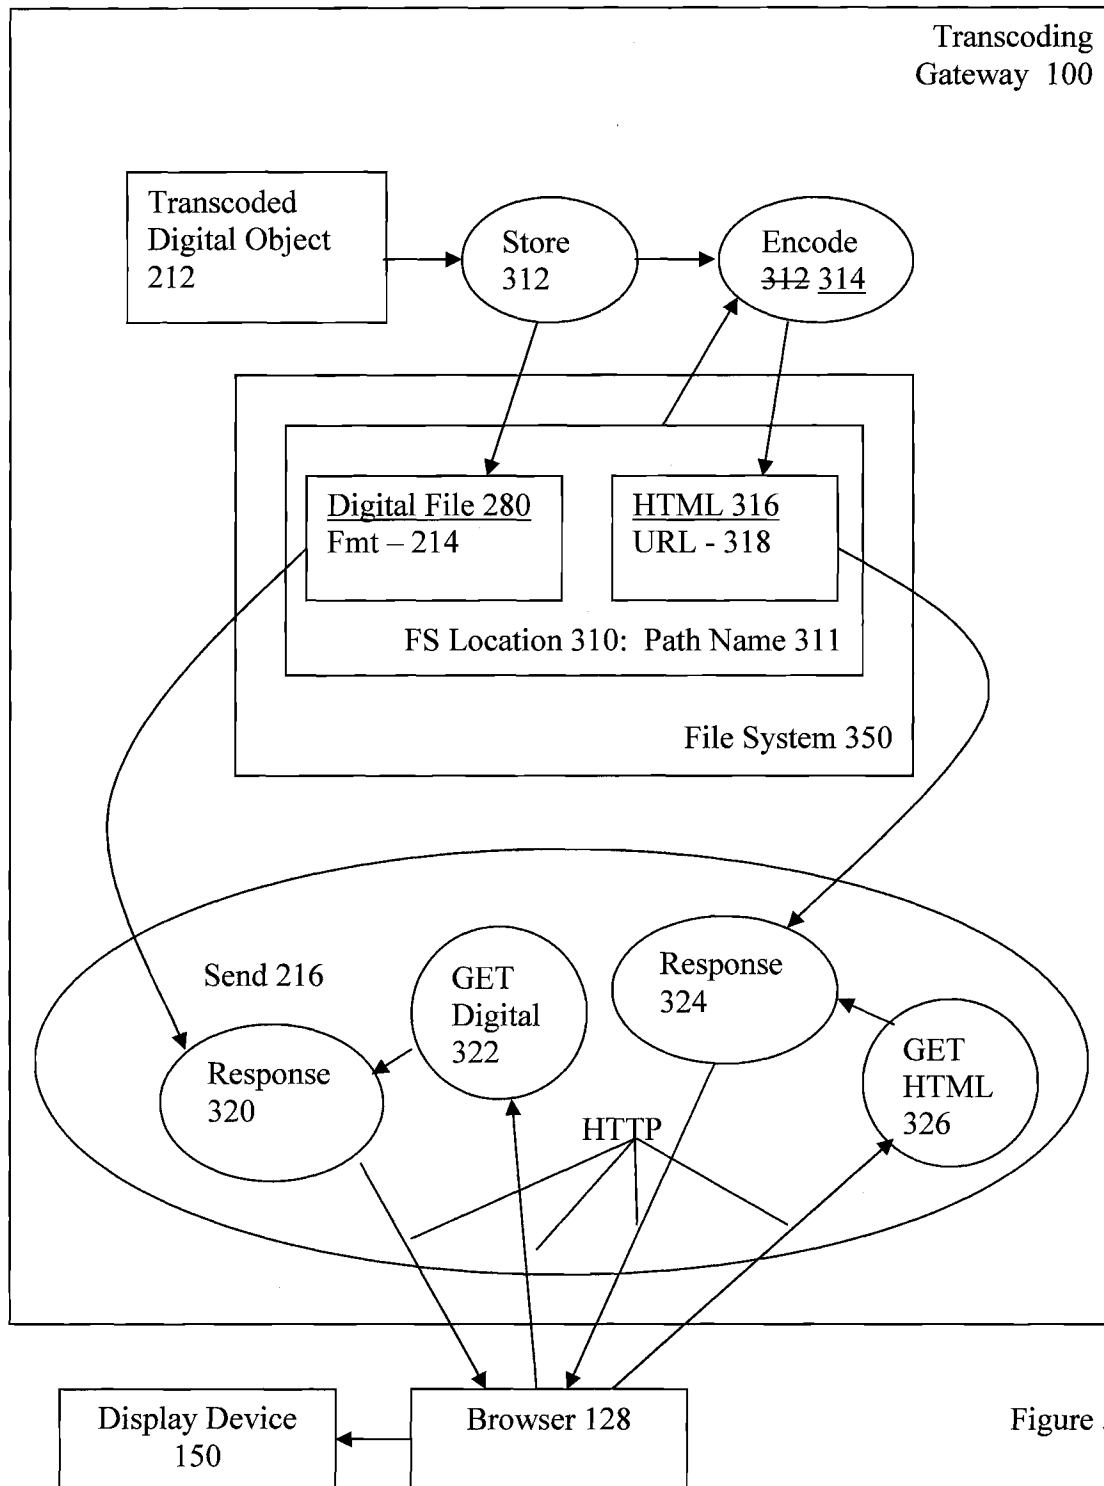 Transcoding
Gateway 100
Transcoded
Digital Object
212
Store
312
Encode
312 314
Digital File 280
Fmt – 214
HTML 316
URL - 318
FS Location 310: Path Name 311
File System 350
Send 216
GET
Digital
322
Response
324
Response
320
GET
HTML
326
HTTP
Display Device
150
Browser 128
Figure